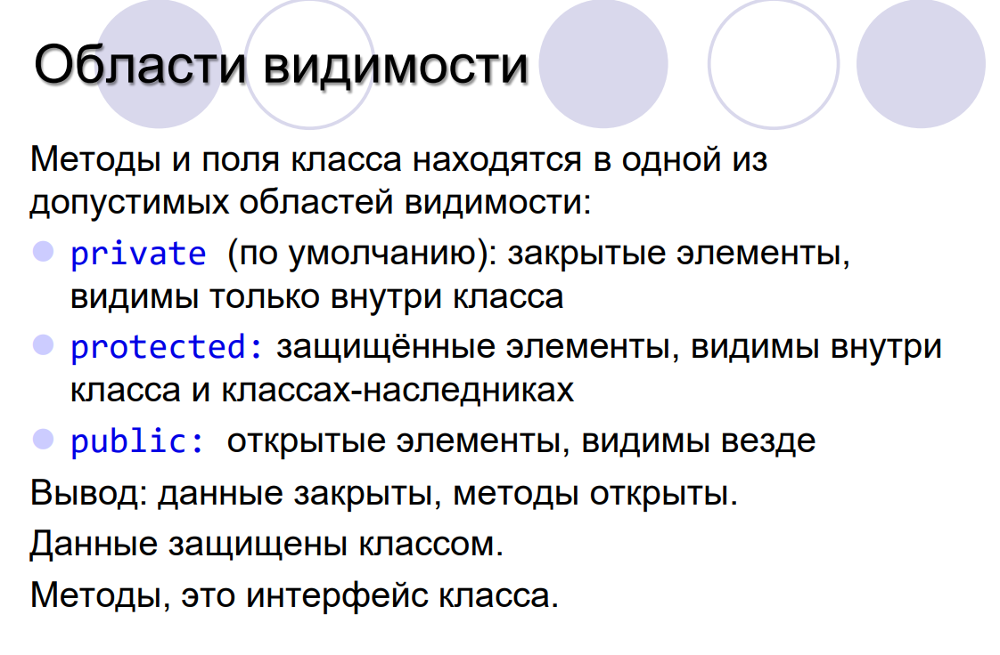 Области видимости
Методы и поля класса находятся в одной из
допустимых областей видимости:
private (по умолчанию): закрытые элементы,
видимы только внутри класса
protected: защищённые элементы, видимы внутри
класса и классах-наследниках
public: открытые элементы, видимы везде
Вывод: данные закрыты, методы открыты.
Данные защищены классом.
Методы, это интерфейс класса.